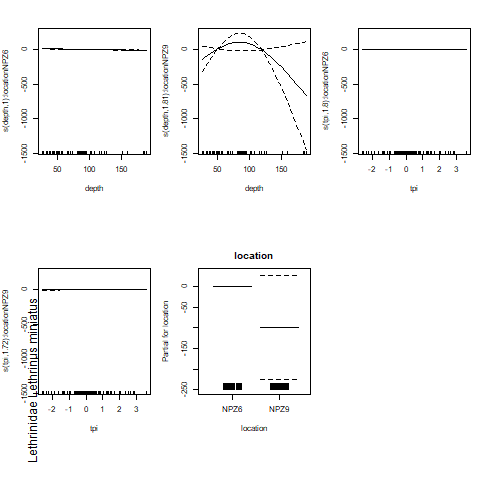 s(depth,1):locationNPZ6
0
-500
-1000
-1500
50
100
150
depth
s(depth,1.81):locationNPZ9
0
-500
-1000
-1500
50
100
150
depth
s(tpi,1.8):locationNPZ6
0
-500
-1000
-1500
-2
-1
0
1
2
3
tpi
s(tpi,1.72):locationNPZ9
0
-500
-1000
-1500
-2
-1
0
1
2
3
tpi
Lethrinidae Lethrinus miniatus
location
Partial for location
0
-50
-150
-250
NPZ6
NPZ9
location